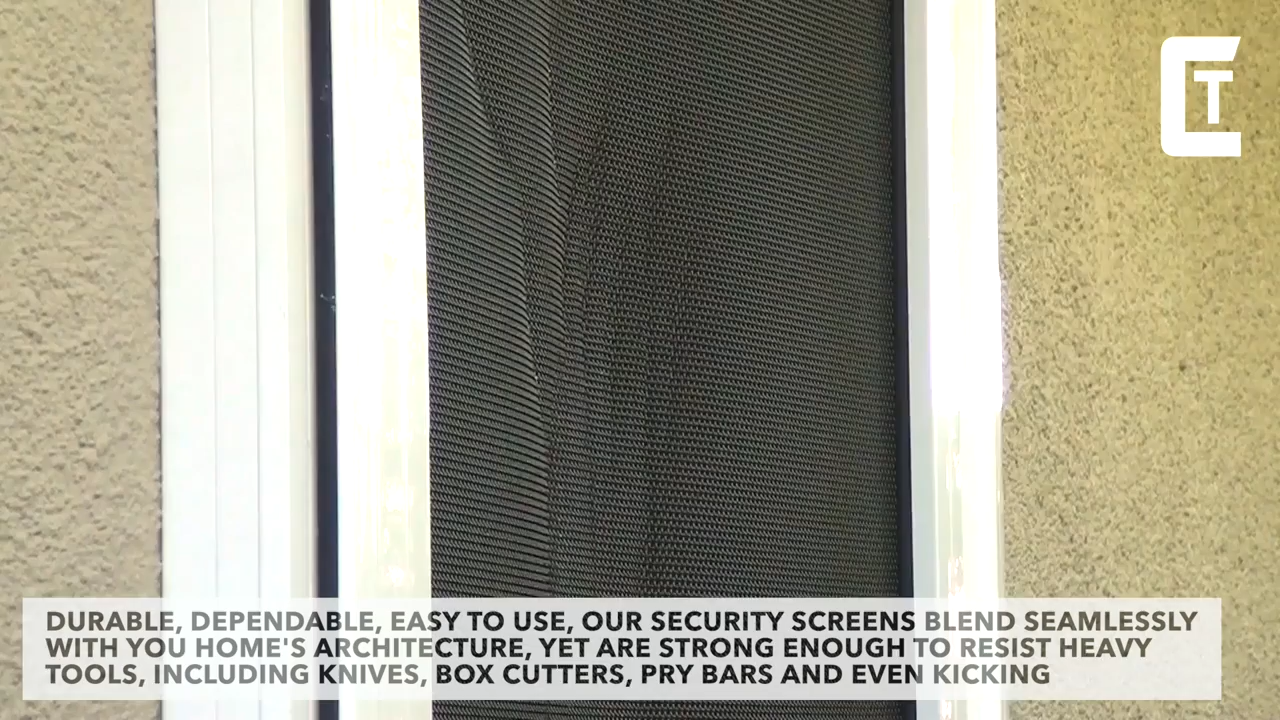 CT
DURABLE, DEPENDABLE, EASY TO USE, OUR SECURITY SCREENS BLEND SEAMLESSLY
WITH YOU HOME'S ARCHITECTURE, YET ARE STRONG ENOUGH TO RESIST HEAVY
TOOLS, INCLUDING KNIVES, BOX CUTTERS, PRY BARS AND EVEN KICKING